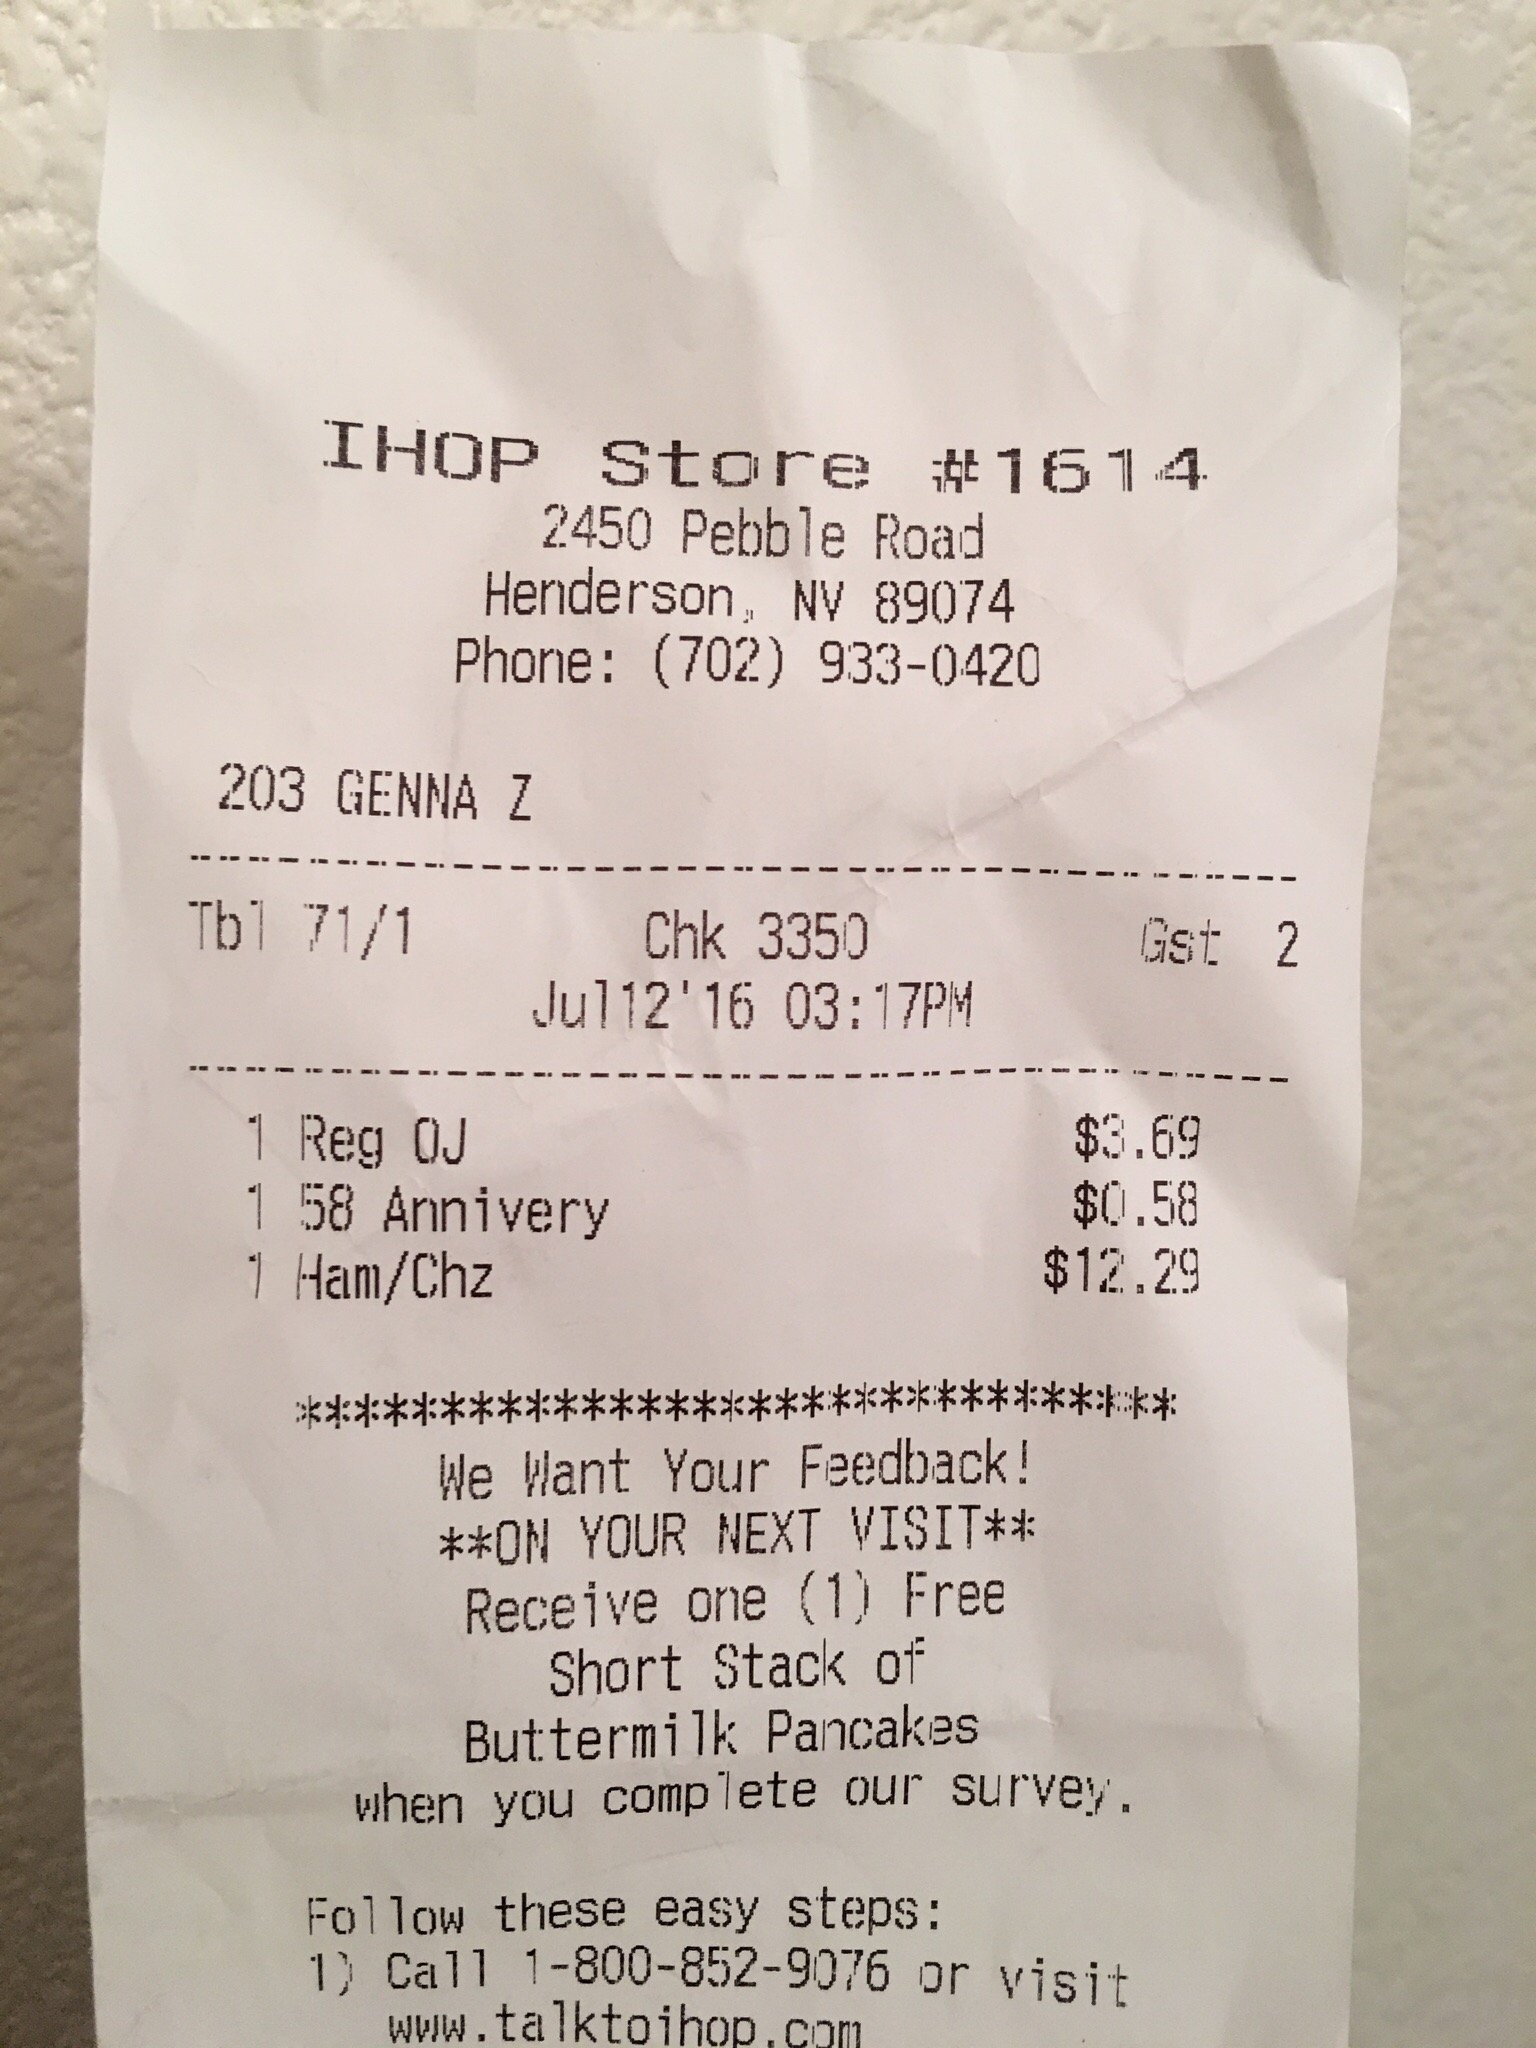 IHOP Store #1614
2450 Pebble Road
Henderson, NV 89074
Phone: (702) 933-0420
203 GENNA Z
--------------------------------------
Tbl 71/1 Chk 3350 Gst 2
Jul12'16 03:17PM
--------------------------------------
1 Reg OJ $3.69
1 58 Annivery $0.58
1 Ham/Chz $12.29
********************************
We Want Your Feedback!
**ON YOUR NEXT VISIT**
Receive one (1) Free
Short Stack of
Buttermilk Pancakes
when you complete our survey.
Follow these easy steps:
1) Call 1-800-852-9076 or visit
www.talktoihop.com